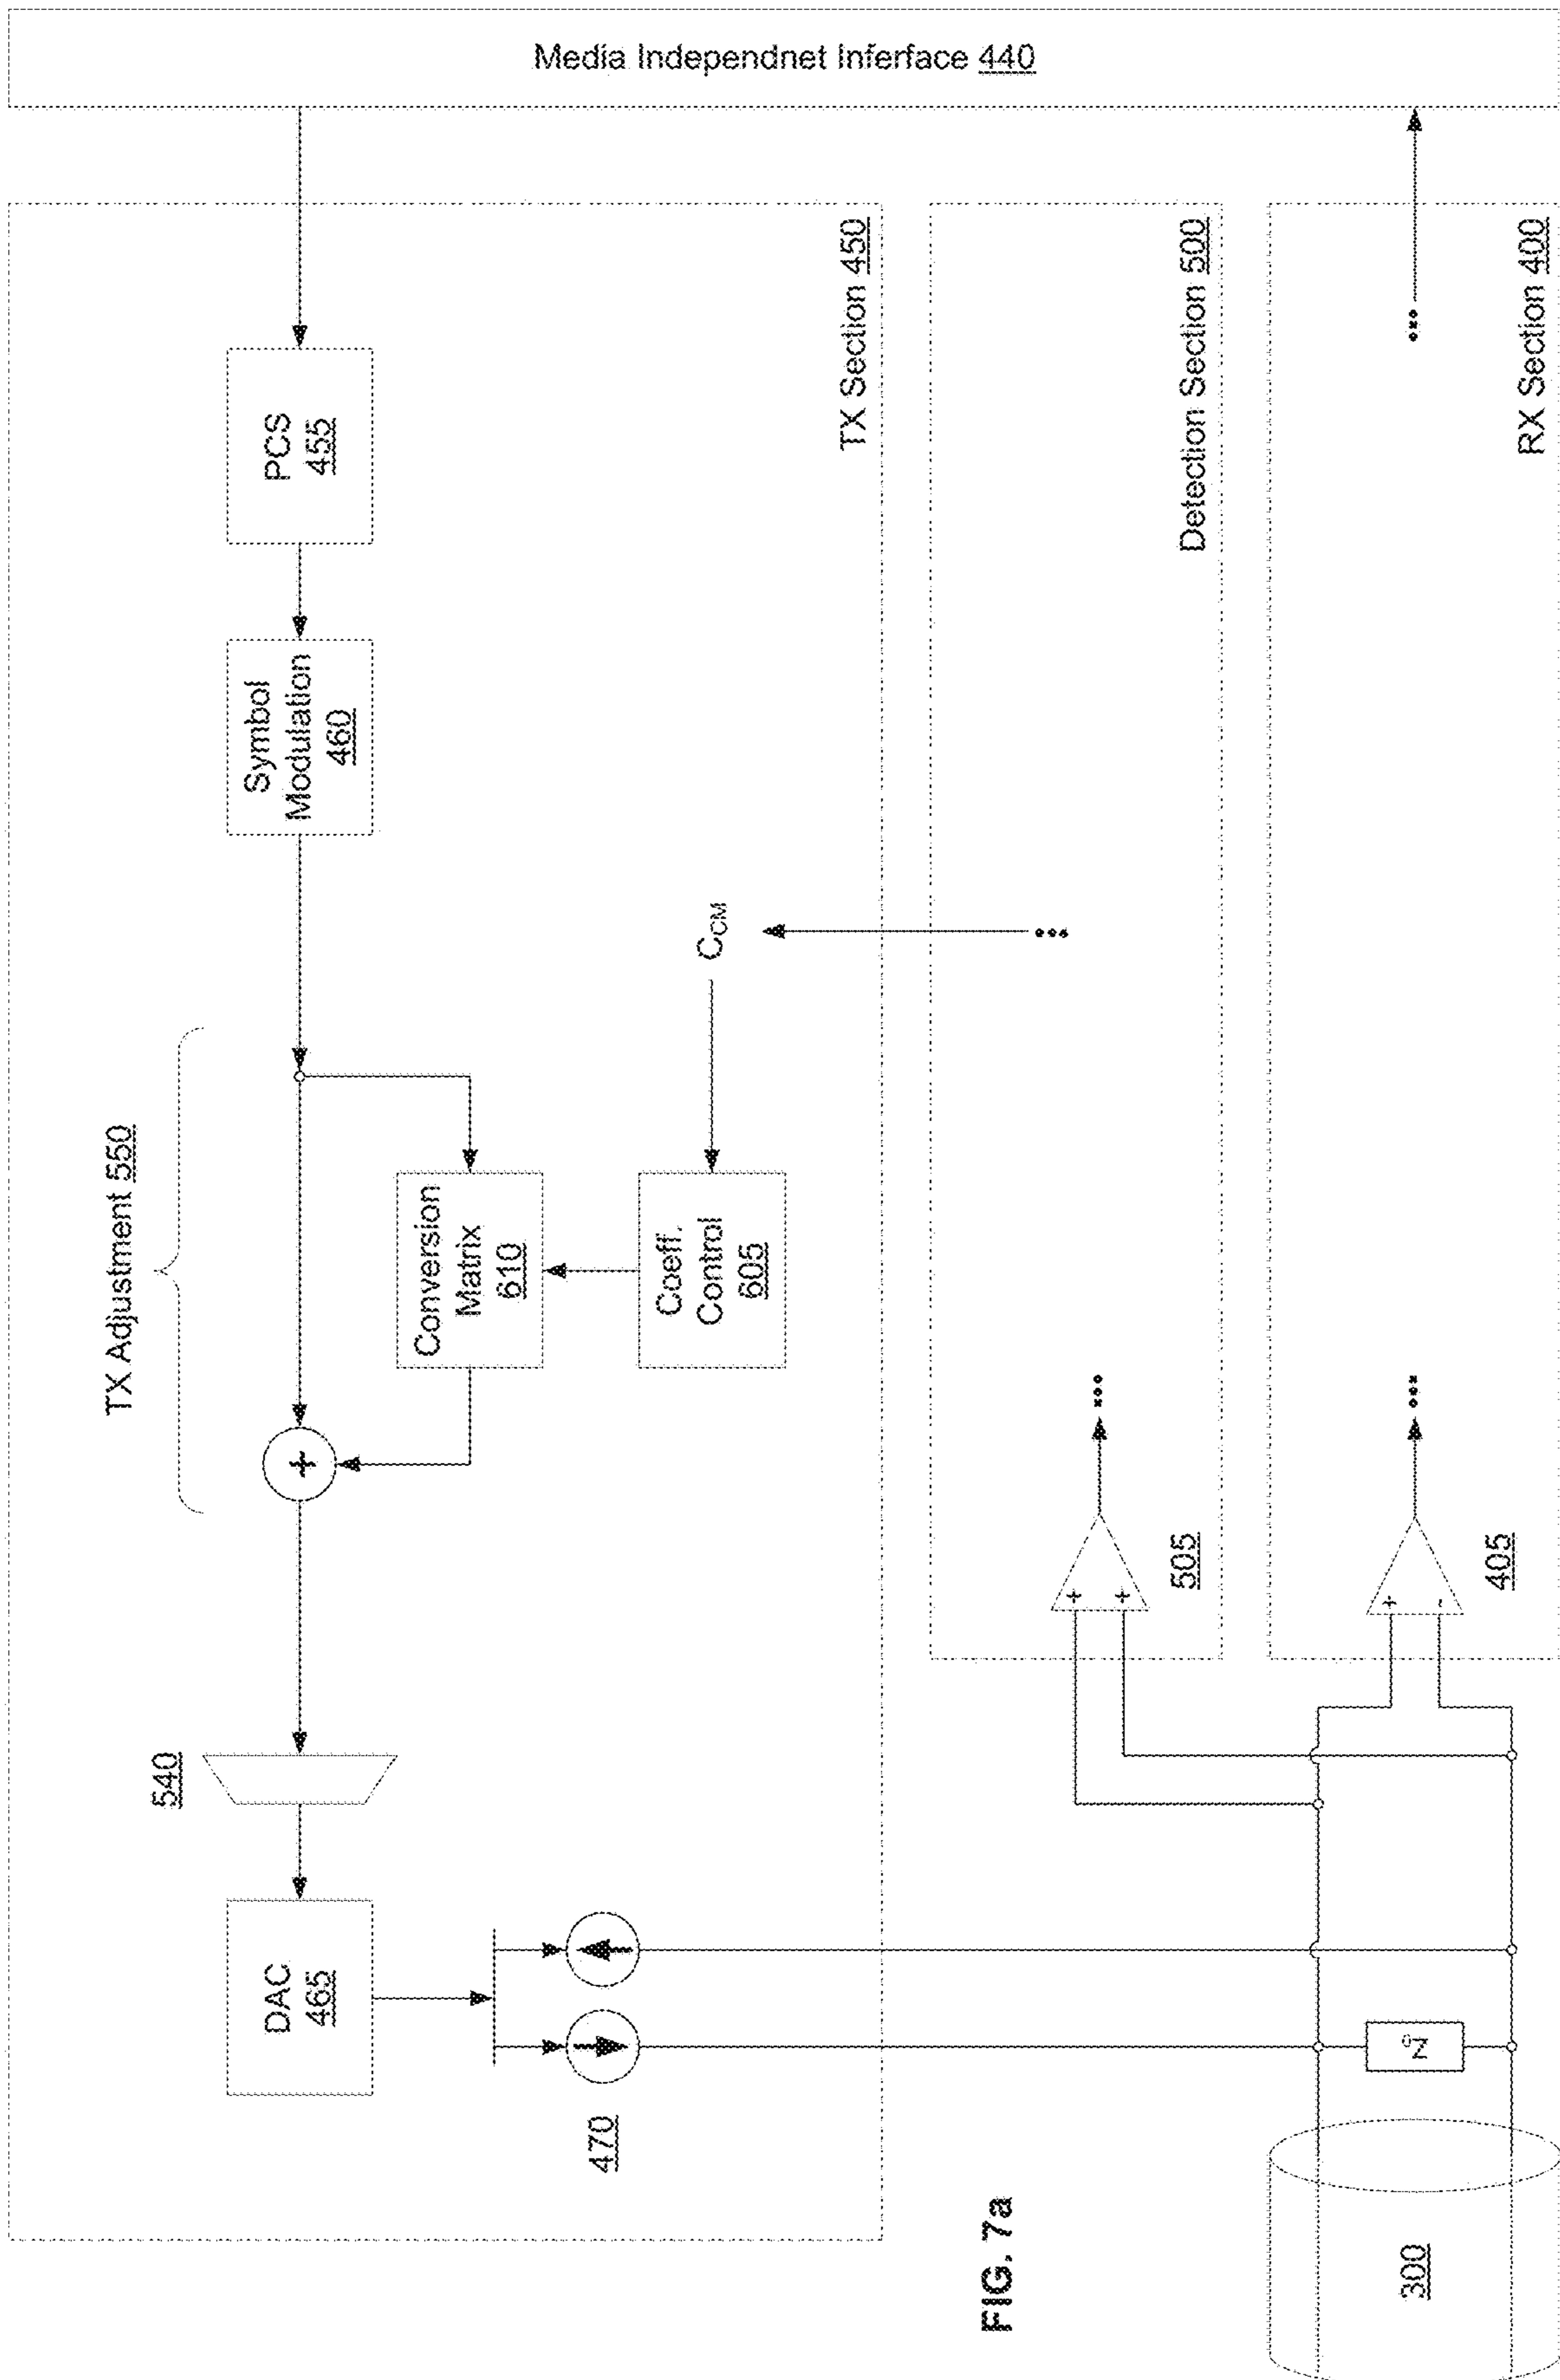 Media Independnet Inferface 440
TX Section 450
PCS
455
Symbol
Modulation
460
TX Adjustment 550
+
Conversion
Matrix
610
Coeff.
Control
605
CCM
540
DAC
465
470
Detection Section 500
•••
•••
+
+
505
RX Section 400
•••
•••
+
-
405
Z0
300
FIG. 7a